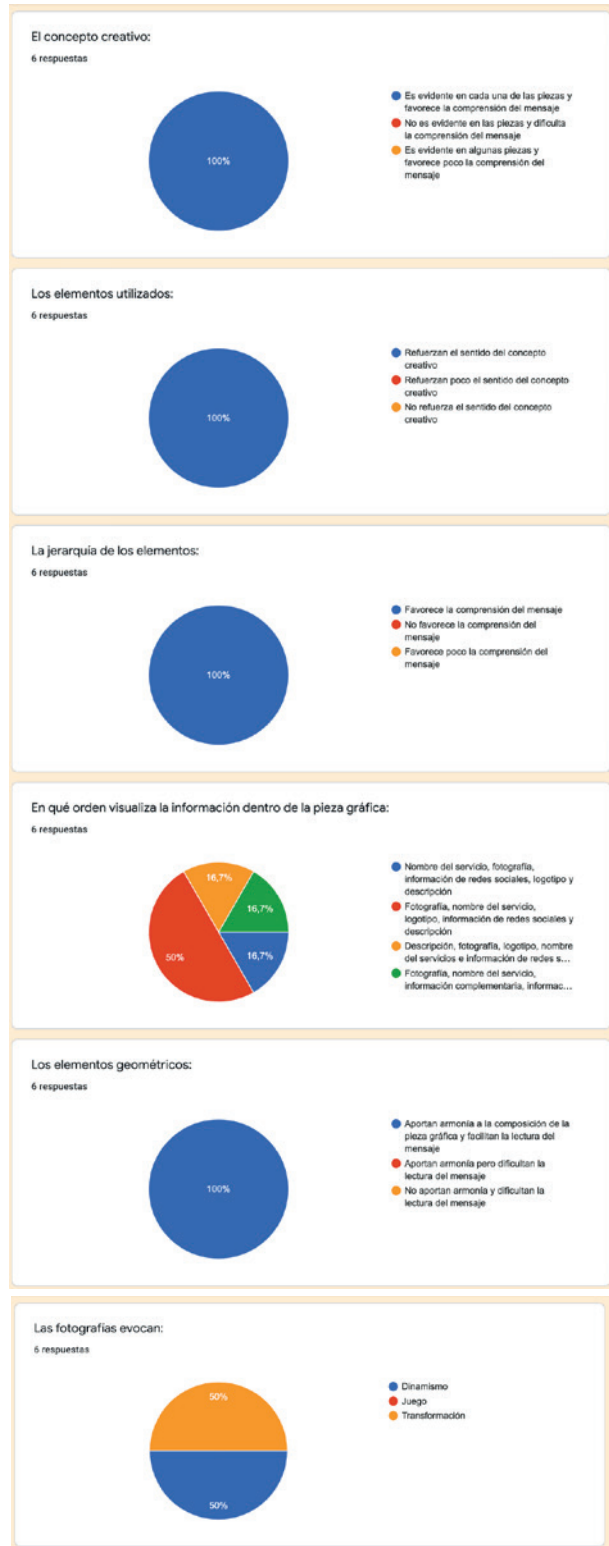 El concepto creativo:
6 respuestas
100%
Es evidente en cada una de las piezas y
favorece la comprensión del mensaje
No es evidente en las piezas y dificulta
la comprensión del mensaje
Es evidente en algunas piezas y
favorece poco la comprensión del
mensaje
Los elementos utilizados:
6 respuestas
100%
Refuerzan el sentido del concepto
creativo
Refuerzan poco el sentido del concepto
creativo
No refuerza el sentido del concepto
creativo
La jerarquía de los elementos:
6 respuestas
100%
Favorece la comprensión del mensaje
No favorece la comprensión del
mensaje
Favorece poco la comprensión del
mensaje
En qué orden visualiza la información dentro de la pieza gráfica:
6 respuestas
16,7%
16,7%
50%
16,7%
Nombre del servicio, fotografía,
información de redes sociales, logotipo y
descripción
Fotografía, nombre del servicio,
logotipo, información de redes sociales y
descripción
Descripción, fotografía, logotipo, nombre
del servicios e información de redes s...
Fotografía, nombre del servicio,
información complementaria, informac...
Los elementos geométricos:
6 respuestas
100%
Aportan armonía a la composición de la
pieza gráfica y facilitan la lectura del
mensaje
Aportan armonía pero dificultan la
lectura del mensaje
No aportan armonía y dificultan la
lectura del mensaje
Las fotografías evocan:
6 respuestas
50%
50%
Dinamismo
Juego
Transformación